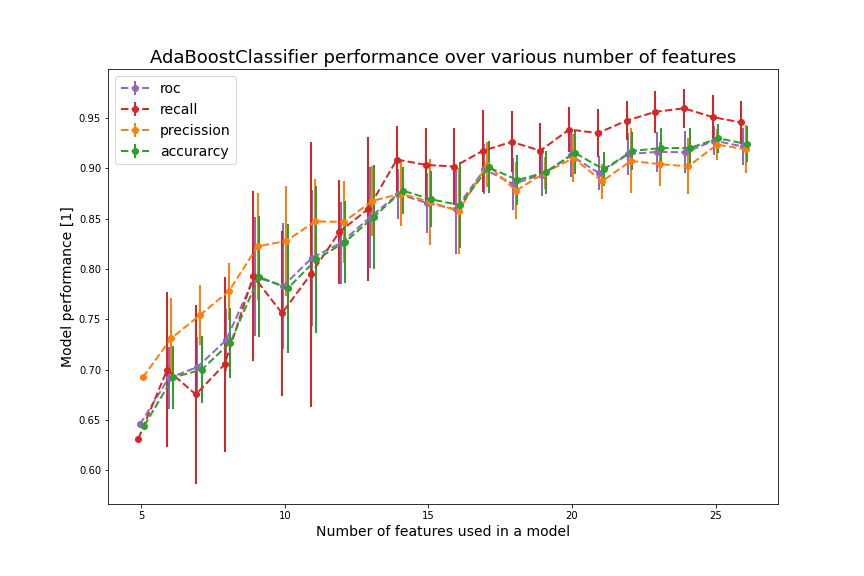 AdaBoostClassifier performance over various number of features
roc
recall
precission
accurarcy
0.95
0.90
0.85
0.80
0.75
0.70
0.65
0.60
Model performance [1]
5 10 15 20 25
Number of features used in a model